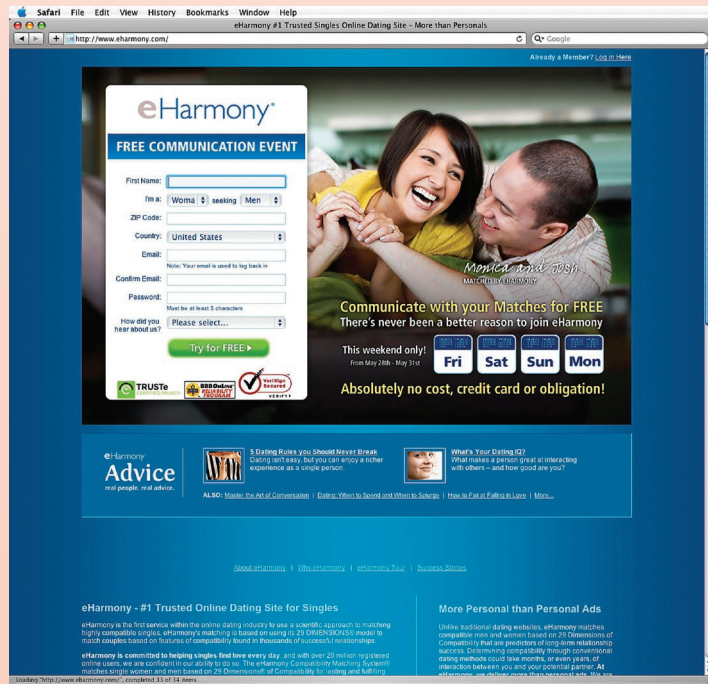 Safari File Edit View History Bookmarks Window Help
eHarmony #1 Trusted Singles Online Dating Site – More than Personals
http://www.eharmony.com/
Google
Already a Member? Log in Here
eHarmony®
FREE COMMUNICATION EVENT
First Name:
I'm a: Woma seeking Men
ZIP Code:
Country: United States
Email:
Note: Your email is used to log back in
Confirm Email:
Password:
Must be at least 5 characters
How did you
hear about us? Please select...
Try for FREE
TRUSTe
CERTIFIED PRIVACY
BBBOnLine
RELIABILITY
PROGRAM
VeriSign
Secured
VERIFY
Monica and Josh
MATCHED BY EHARMONY
Communicate with your Matches for FREE
There's never been a better reason to join eHarmony
This weekend only!
From May 28th - May 31st
Fri Sat Sun Mon
Absolutely no cost, credit card or obligation!
eHarmony
Advice
real people. real advice.
5 Dating Rules you Should Never Break
Dating isn't easy, but you can enjoy a richer
experience as a single person.
What's Your Dating IQ?
What makes a person great at interacting
with others – and how good are you?
ALSO: Master the Art of Conversation | Dating: When to Spend and When to Splurge | How to Fail at Falling in Love | More...
About eHarmony | Why eHarmony | eHarmony Tour | Success Stories
eHarmony - #1 Trusted Online Dating Site for Singles
eHarmony is the first service within the online dating industry to use a scientific approach to matching
highly compatible singles. eHarmony's matching is based on using its 29 DIMENSIONS® model to
match couples based on features of compatibility found in thousands of successful relationships.
eHarmony is committed to helping singles find love every day, and with over 20 million registered
online users, we are confident in our ability to do so. The eHarmony Compatibility Matching System®
matches single women and men based on 29 Dimensions® of Compatibility for lasting and fulfilling
More Personal than Personal Ads
Unlike traditional dating websites, eHarmony matches
compatible men and women based on 29 Dimensions of
Compatibility that are predictors of long-term relationship
success. Determining compatibility through conventional
dating methods could take months, or even years, of
interaction between you and your potential partner. At
eHarmony, we deliver more than personal ads. We are
Loading "http://www.eharmony.com/", completed 33 of 34 items